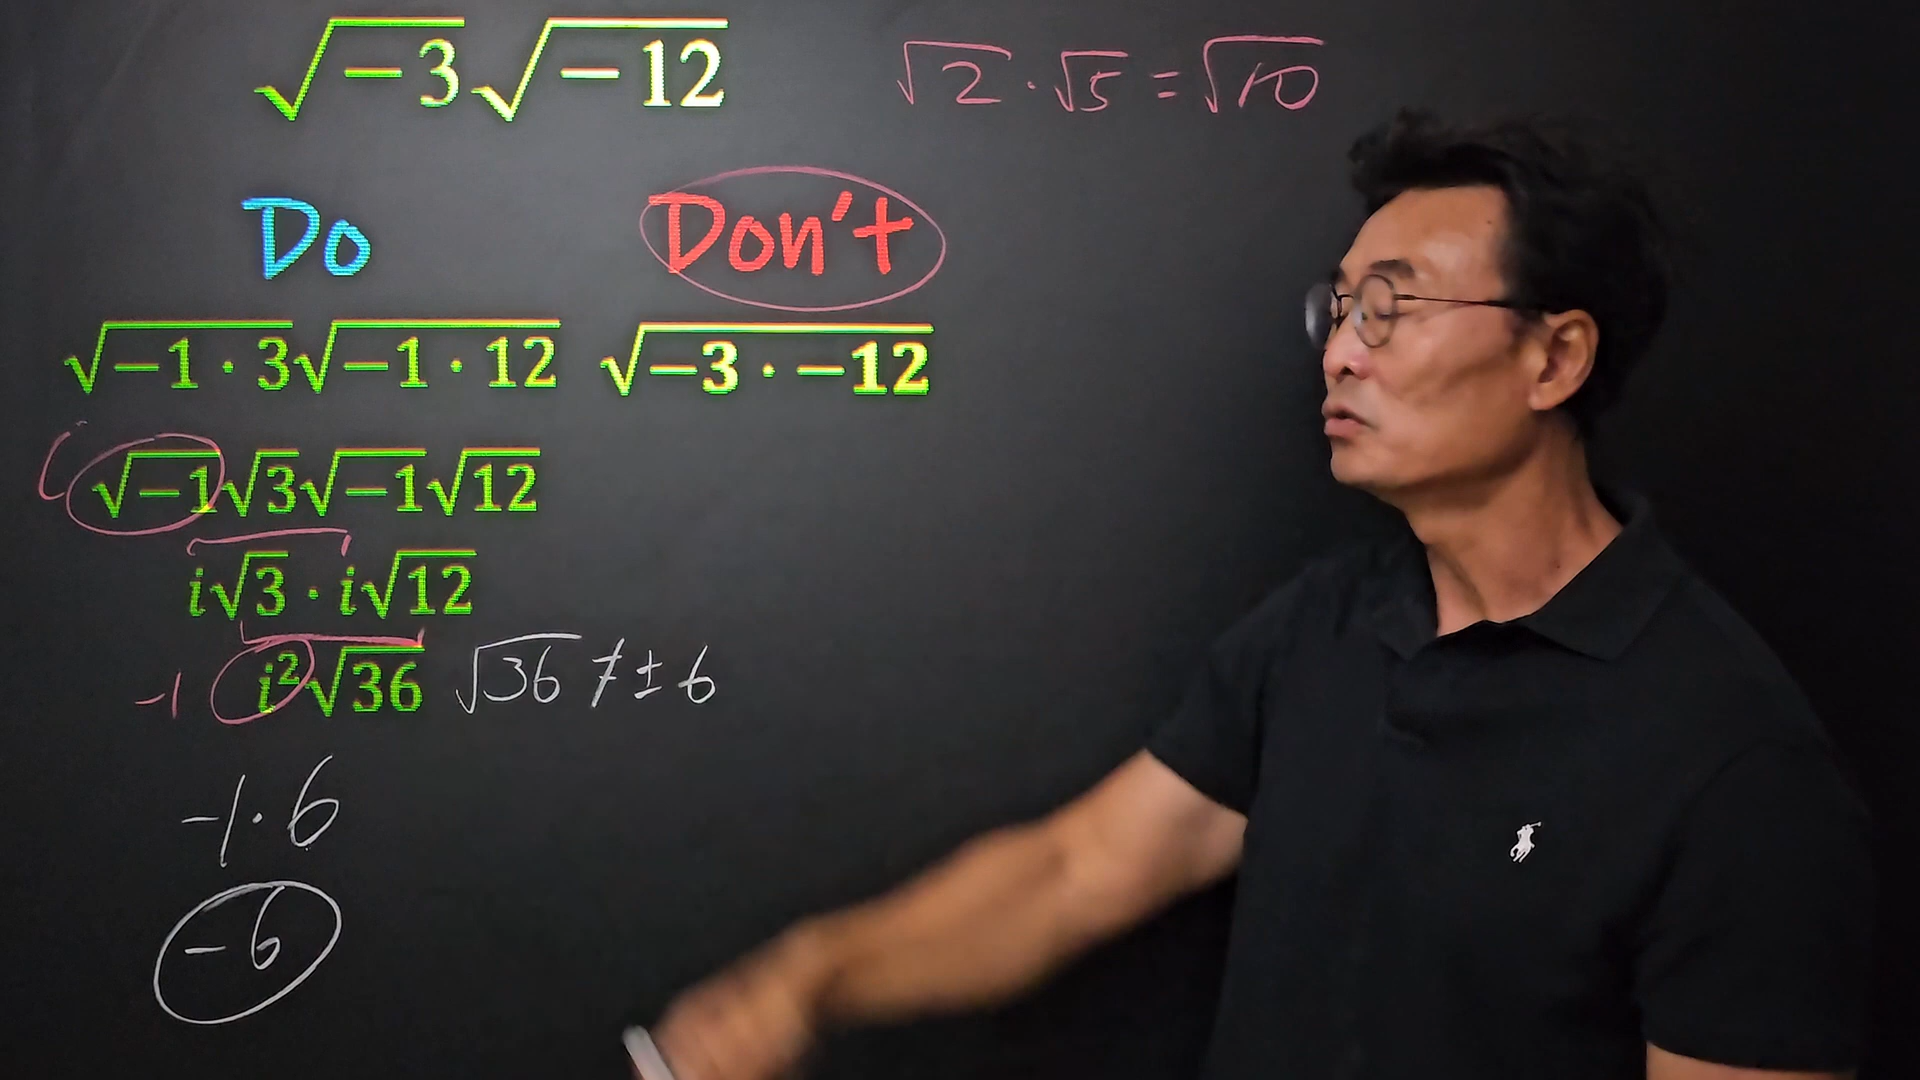 √-3√-12
√2 · √5 = √10
Do
Don't
√-1 · 3√-1 · 12
√-3 · -12
i
√-1√3√-1√12
i√3 · i√12
-1
i²√36
√36 ≠ ± 6
-1 · 6
-6